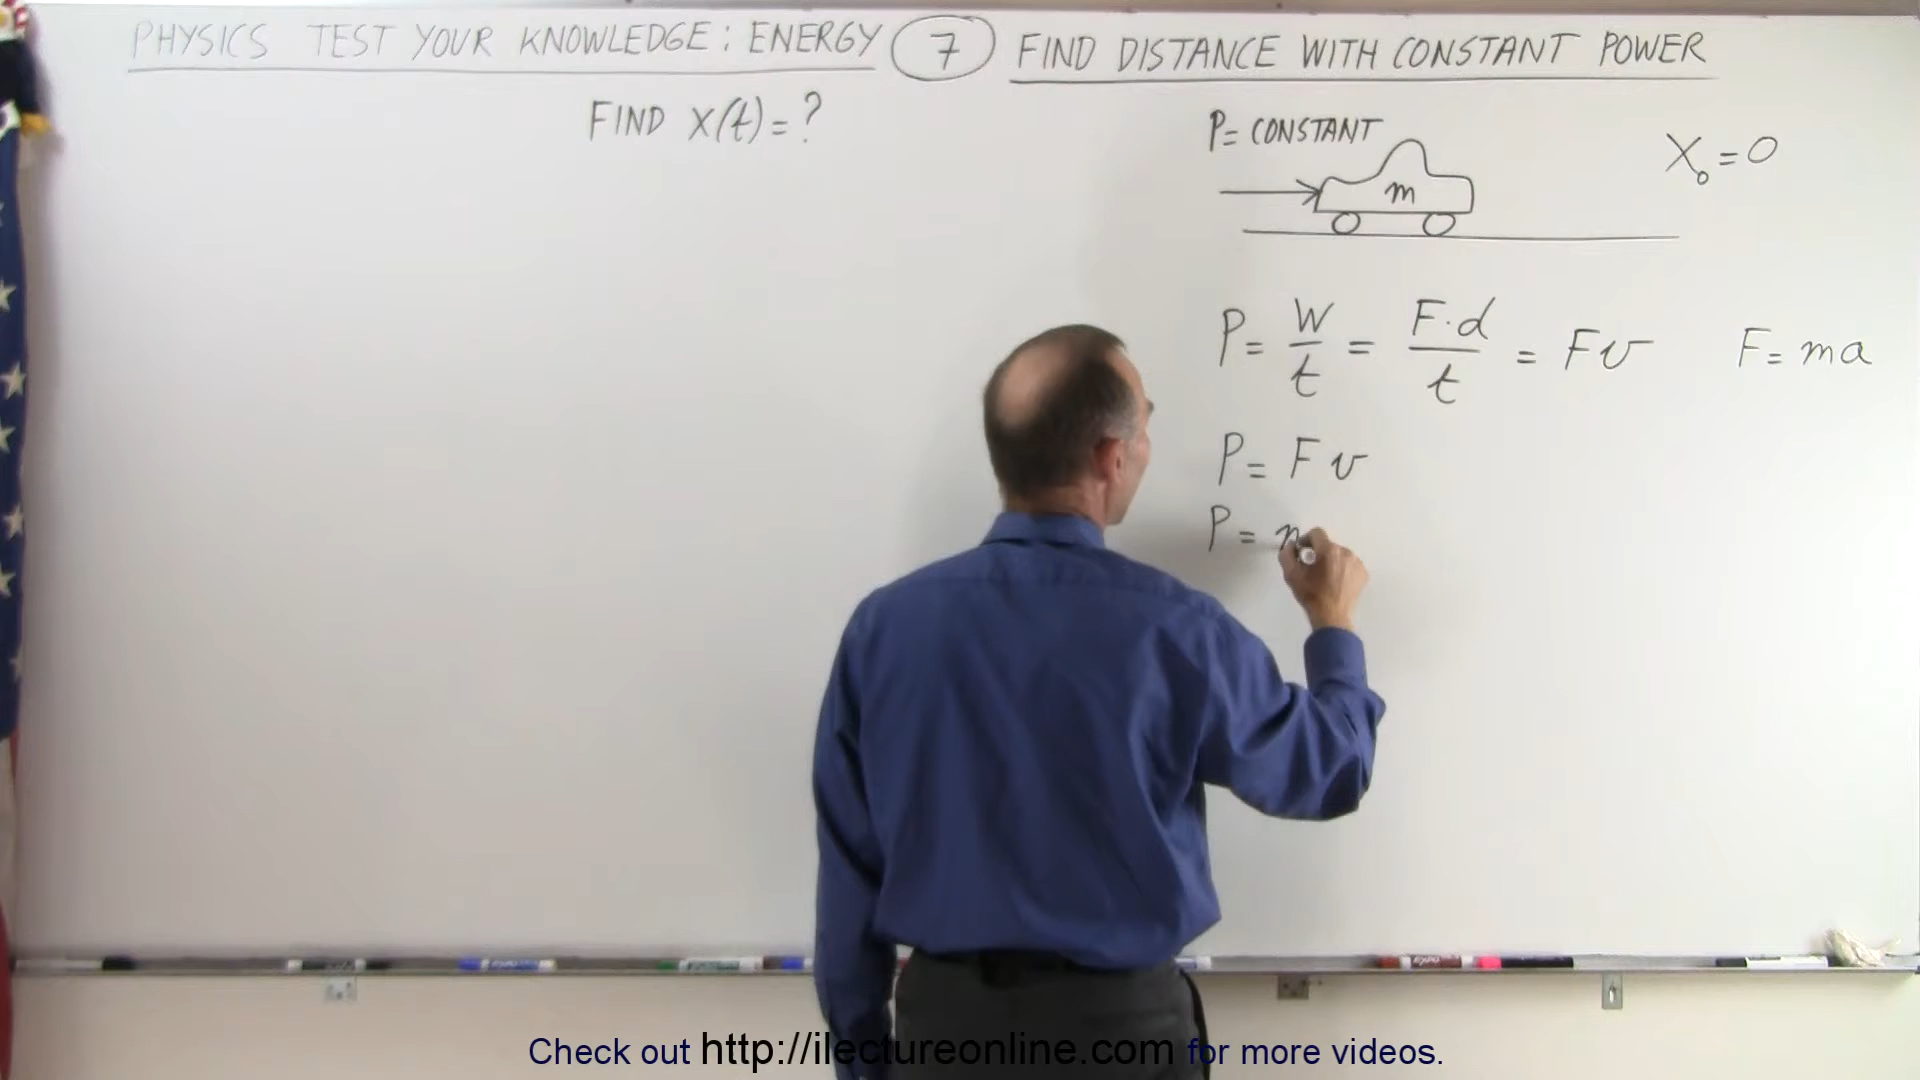 PHYSICS TEST YOUR KNOWLEDGE: ENERGY 7 FIND DISTANCE WITH CONSTANT POWER
FIND X(t)=?
P= CONSTANT
X₀=0
m
P= W/t = F·d/t = Fv F= ma
P= Fv
P= m
Check out http://ilectureonline.com for more videos.